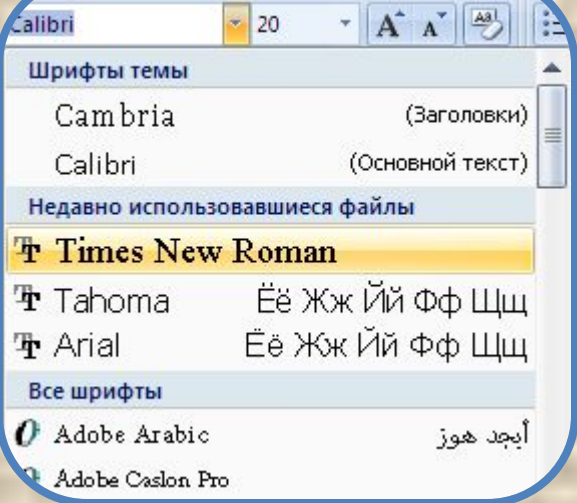 Calibri 20 A A Aa
Шрифты темы
Cambria (Заголовки)
Calibri (Основной текст)
Недавно использовавшиеся файлы
Times New Roman
Tahoma Ёё Жж Йй Фф Щщ
Arial Ёё Жж Йй Фф Щщ
Все шрифты
Adobe Arabic أبجد هوز
Adobe Caslon Pro